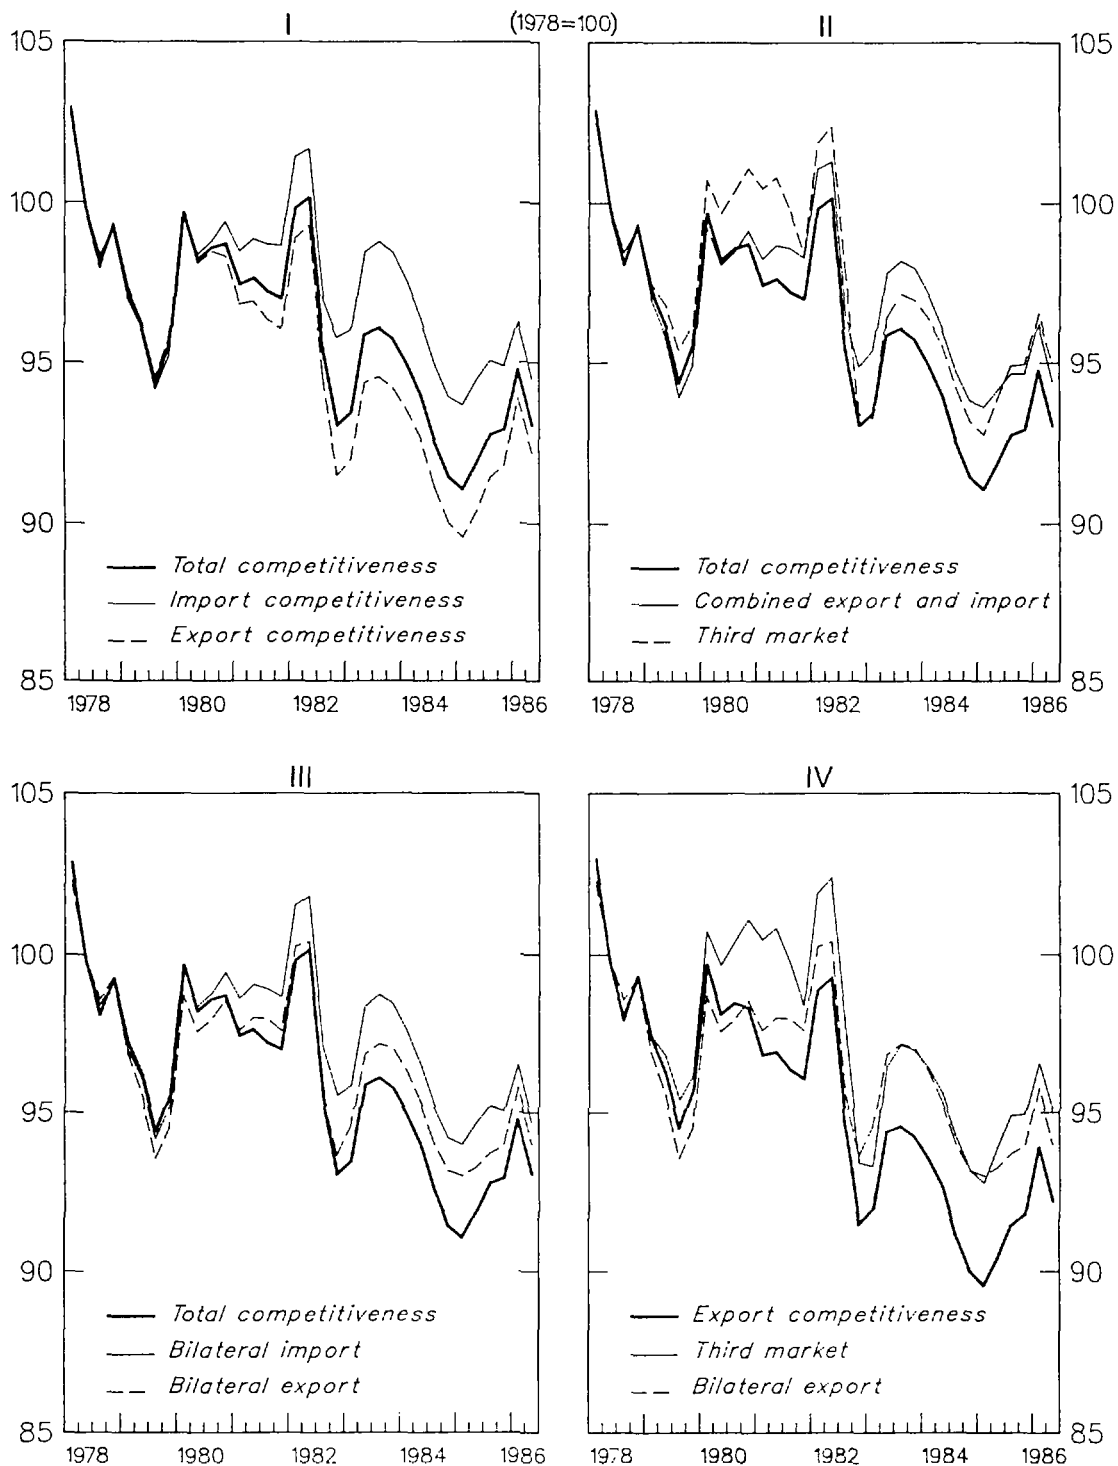 I (1978=100) II
105 105
100 100
95 95
90 90
Total competitiveness
Import competitiveness
Export competitiveness
Total competitiveness
Combined export and import
Third market
85 85
1978 1980 1982 1984 1986
1978 1980 1982 1984 1986
III IV
105 105
100 100
95 95
90 90
Total competitiveness
Bilateral import
Bilateral export
Export competitiveness
Third market
Bilateral export
85 85
1978 1980 1982 1984 1986
1978 1980 1982 1984 1986